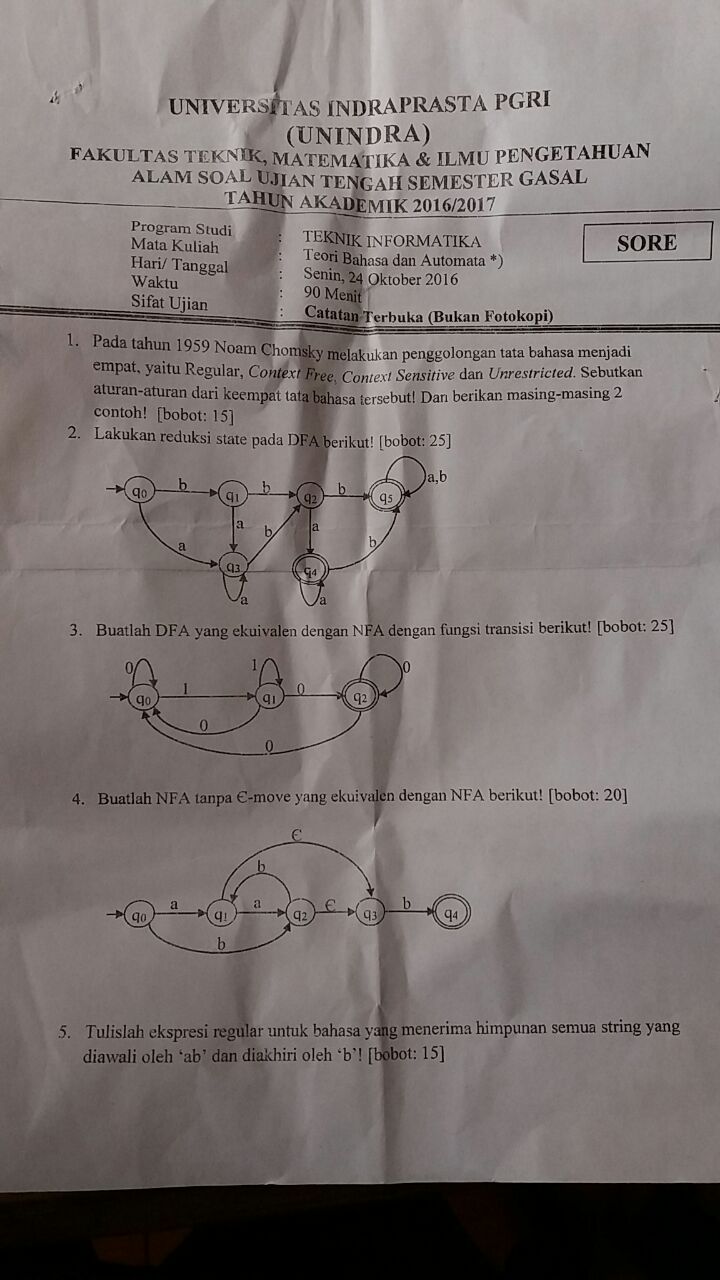 UNIVERSITAS INDRAPRASTA PGRI
(UNINDRA)
FAKULTAS TEKNIK, MATEMATIKA & ILMU PENGETAHUAN
ALAM SOAL UJIAN TENGAH SEMESTER GASAL
TAHUN AKADEMIK 2016/2017
Program Studi : TEKNIK INFORMATIKA
Mata Kuliah : Teori Bahasa dan Automata *)
Hari/ Tanggal : Senin, 24 Oktober 2016
Waktu : 90 Menit
Sifat Ujian : Catatan Terbuka (Bukan Fotokopi)
SORE
1. Pada tahun 1959 Noam Chomsky melakukan penggolongan tata bahasa menjadi
empat, yaitu Regular, Context Free, Context Sensitive dan Unrestricted. Sebutkan
aturan-aturan dari keempat tata bahasa tersebut! Dan berikan masing-masing 2
contoh! [bobot: 15]
2. Lakukan reduksi state pada DFA berikut! [bobot: 25]
q0 b q1 b q2 b q5 a,b
a a b a b
q3 q4
a a
3. Buatlah DFA yang ekuivalen dengan NFA dengan fungsi transisi berikut! [bobot: 25]
0 1 0
q0 1 q1 0 q2
0
0
4. Buatlah NFA tanpa Є-move yang ekuivalen dengan NFA berikut! [bobot: 20]
Є
b
q0 a q1 a q2 Є q3 b q4
b
5. Tulislah ekspresi regular untuk bahasa yang menerima himpunan semua string yang
diawali oleh ‘ab’ dan diakhiri oleh ‘b’! [bobot: 15]